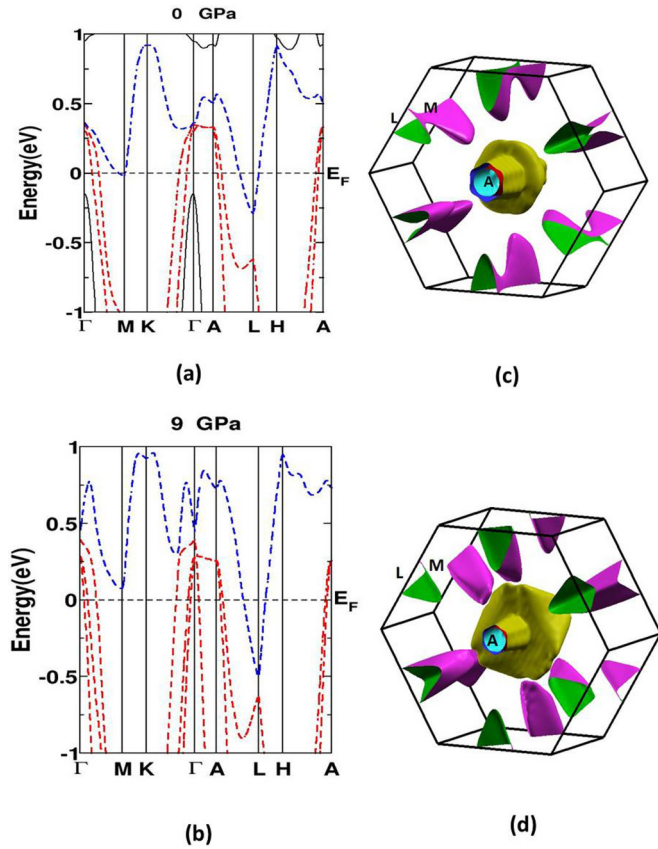 0 GPa
1
0.5
0
-0.5
-1
Energy(eV)
E_F
Γ M K Γ A L H A
(a)
L M
A
(c)
9 GPa
1
0.5
0
-0.5
-1
Energy(eV)
E_F
Γ M K Γ A L H A
(b)
L M
A
(d)